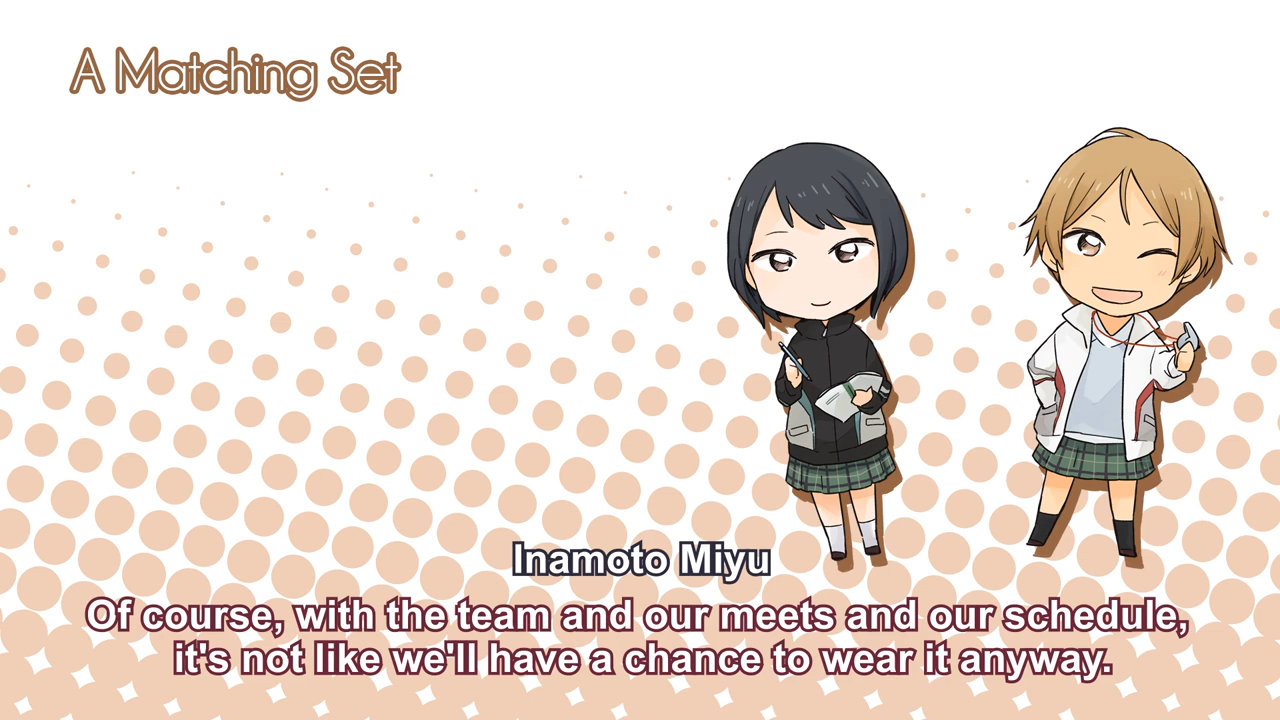 A Matching Set
Inamoto Miyu
Of course, with the team and our meets and our schedule,
it's not like we'll have a chance to wear it anyway.